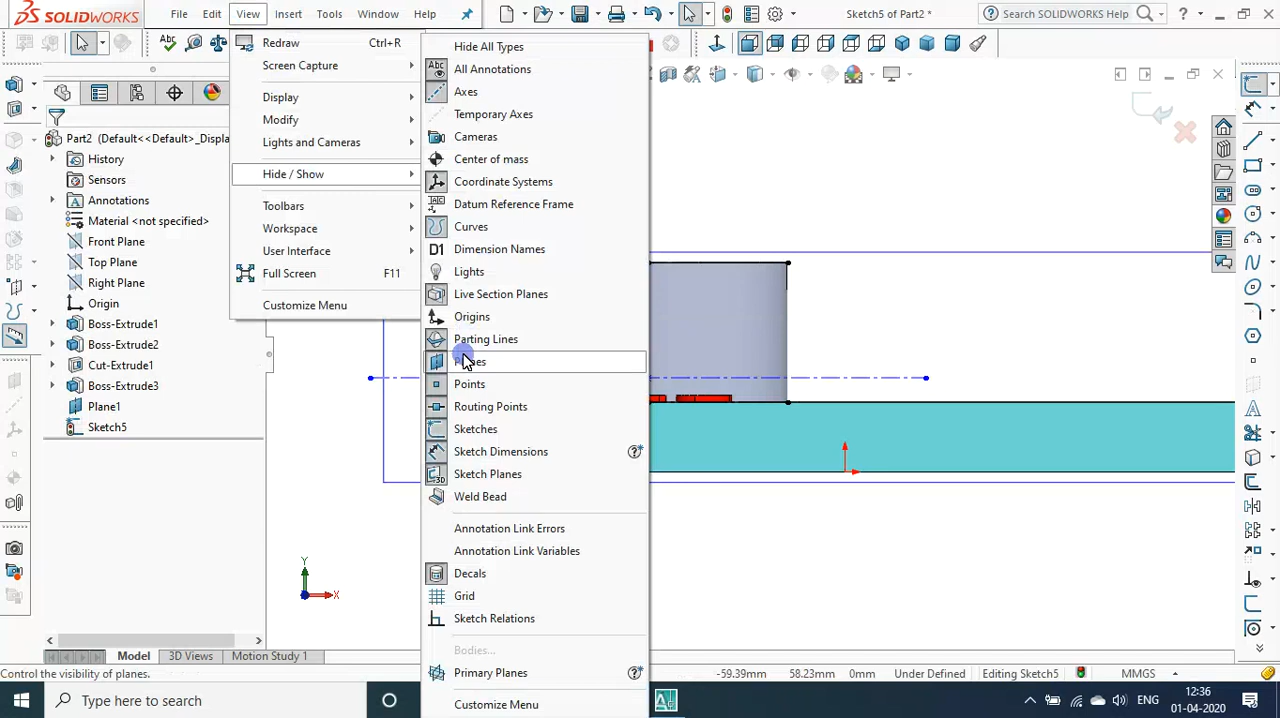 SOLIDWORKS
File Edit View Insert Tools Window Help
Sketch5 of Part2 *
Search SOLIDWORKS Help
?
Redraw Ctrl+R
Screen Capture
Display
Modify
Lights and Cameras
Hide / Show
Toolbars
Workspace
User Interface
Full Screen F11
Customize Menu
Hide All Types
Abc All Annotations
Axes
Temporary Axes
Cameras
Center of mass
Coordinate Systems
Datum Reference Frame
Curves
D1 Dimension Names
Lights
Live Section Planes
Origins
Parting Lines
Planes
Points
Routing Points
Sketches
Sketch Dimensions
Sketch Planes
Weld Bead
Annotation Link Errors
Annotation Link Variables
Decals
Grid
Sketch Relations
Bodies...
Primary Planes
Customize Menu
Part2 (Default<<Default>_Displa
History
Sensors
Annotations
Material <not specified>
Front Plane
Top Plane
Right Plane
Origin
Boss-Extrude1
Boss-Extrude2
Cut-Extrude1
Boss-Extrude3
Plane1
Sketch5
Y
X
Model 3D Views Motion Study 1
Control the visibility of planes.
-59.39mm 58.23mm 0mm Under Defined Editing Sketch5 MMGS
Type here to search
ENG
12:36
01-04-2020